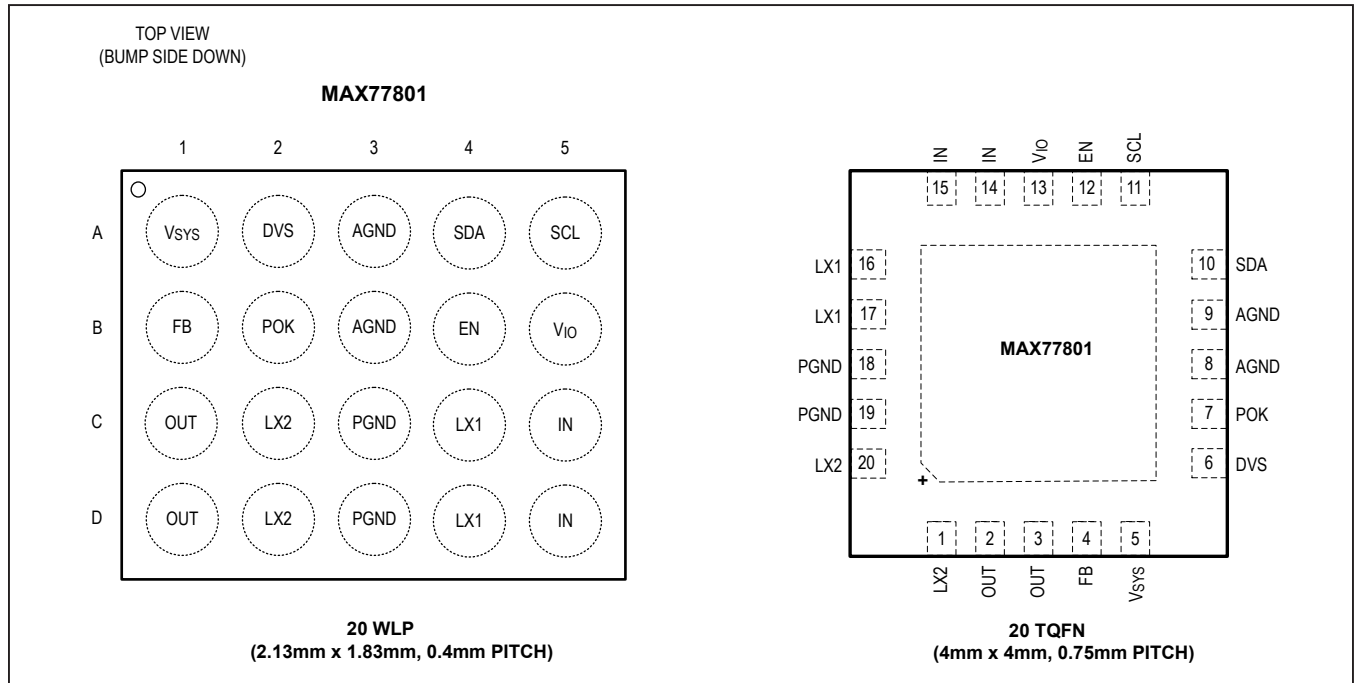 TOP VIEW
(BUMP SIDE DOWN)
MAX77801
1 2 3 4 5
A VSYS DVS AGND SDA SCL
B FB POK AGND EN VIO
C OUT LX2 PGND LX1 IN
D OUT LX2 PGND LX1 IN
20 WLP
(2.13mm x 1.83mm, 0.4mm PITCH)
IN IN VIO EN SCL
15 14 13 12 11
LX1 16 10 SDA
LX1 17 9 AGND
MAX77801
PGND 18 8 AGND
PGND 19 7 POK
LX2 20 6 DVS
+
1 2 3 4 5
LX2 OUT OUT FB VSYS
20 TQFN
(4mm x 4mm, 0.75mm PITCH)